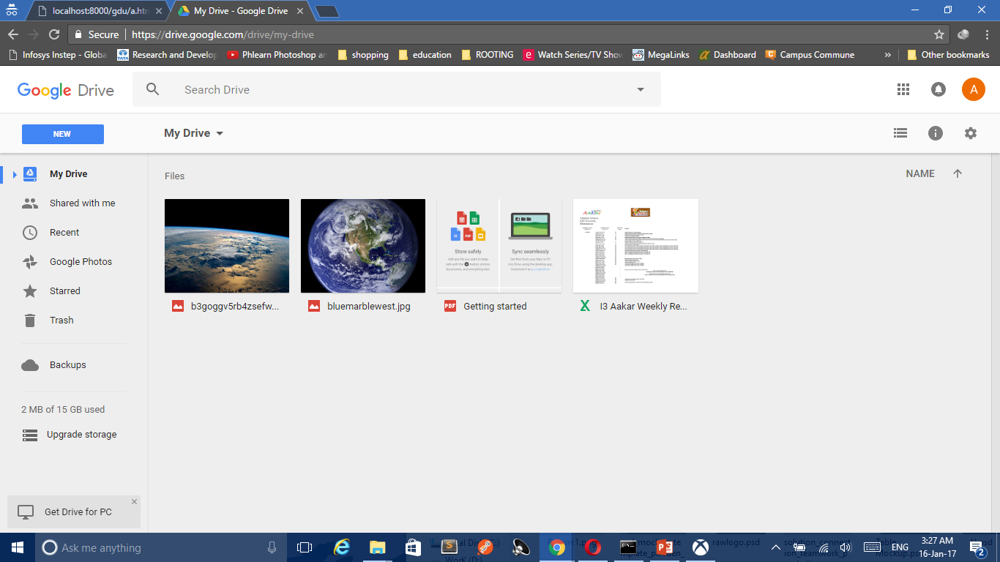 localhost:8000/gdu/a.htm
My Drive - Google Drive
Secure
https://drive.google.com/drive/my-drive
Infosys Instep - Globa
Research and Develop
Phlearn Photoshop an
shopping
education
ROOTING
Watch Series/TV Show
MegaLinks
Dashboard
Campus Commune
»
Other bookmarks
Google Drive
Search Drive
A
NEW
My Drive
My Drive
Shared with me
Recent
Google Photos
Starred
Trash
Backups
2 MB of 15 GB used
Upgrade storage
Get Drive for PC
Files
NAME
Store safely
Sync seamlessly
b3goggv5rb4zsefw...
bluemarblewest.jpg
PDF
Getting started
I3 Aakar Weekly Re...
Ask me anything
rawlogo.psd
ENG
3:27 AM
16-Jan-17
2